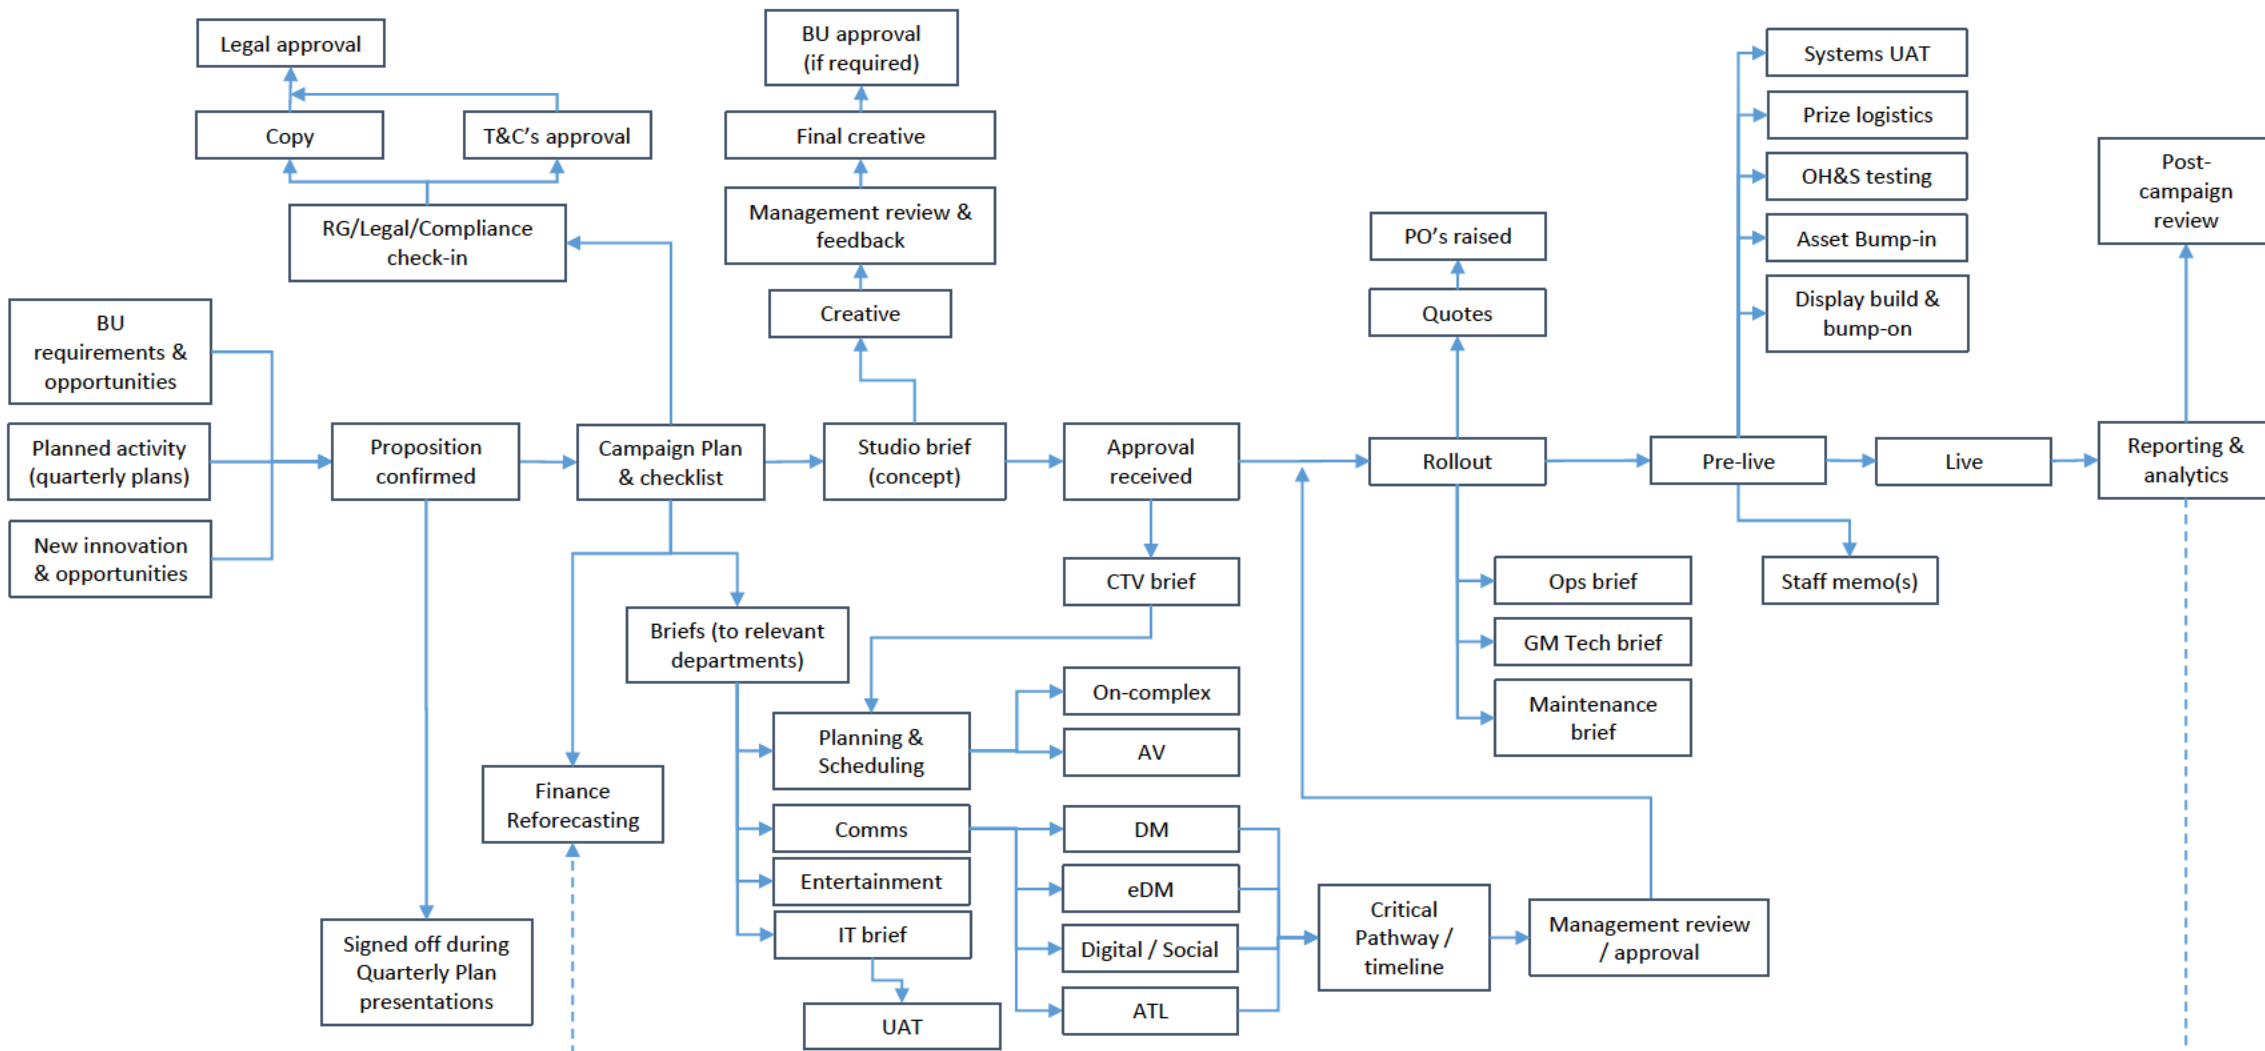 Legal approval
Copy
T&C's approval
RG/Legal/Compliance
check-in
BU approval
(if required)
Final creative
Management review &
feedback
Creative
PO's raised
Quotes
Systems UAT
Prize logistics
OH&S testing
Asset Bump-in
Display build &
bump-on
Post-
campaign
review
BU
requirements &
opportunities
Planned activity
(quarterly plans)
New innovation
& opportunities
Proposition
confirmed
Campaign Plan
& checklist
Studio brief
(concept)
Approval
received
Rollout
Pre-live
Live
Reporting &
analytics
CTV brief
Ops brief
GM Tech brief
Maintenance
brief
Staff memo(s)
Briefs (to relevant
departments)
Planning &
Scheduling
On-complex
AV
Finance
Reforecasting
Comms
Entertainment
IT brief
UAT
DM
eDM
Digital / Social
ATL
Critical
Pathway /
timeline
Management review
/ approval
Signed off during
Quarterly Plan
presentations